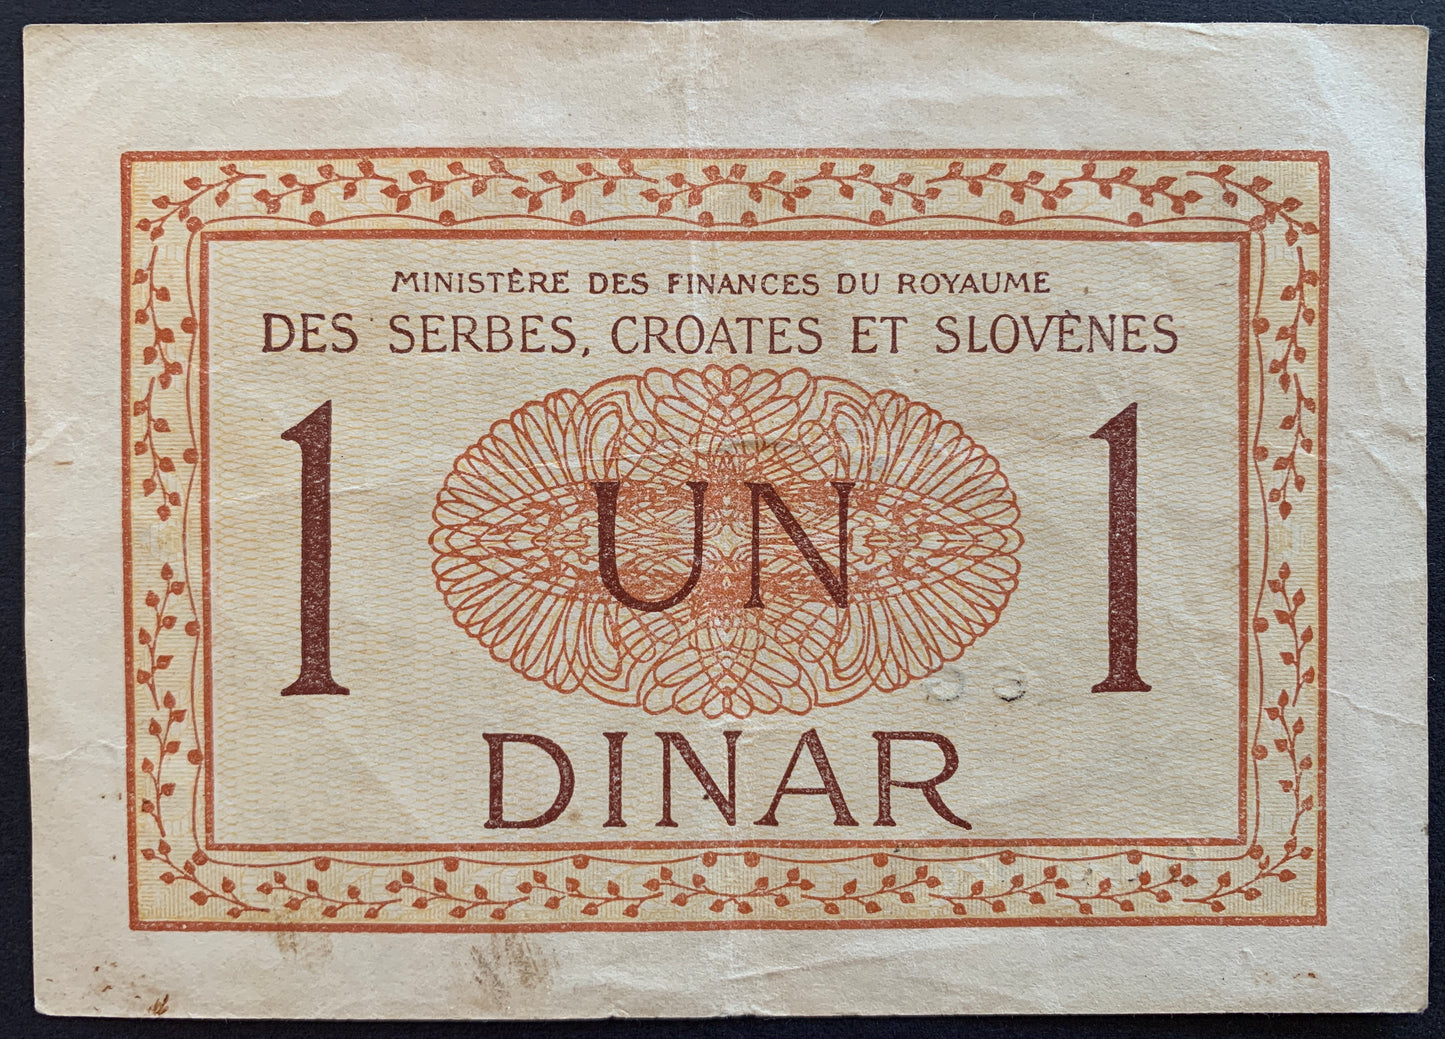 MINISTÈRE DES FINANCES DU ROYAUME
DES SERBES, CROATES ET SLOVÈNES
1 UN 1
DINAR